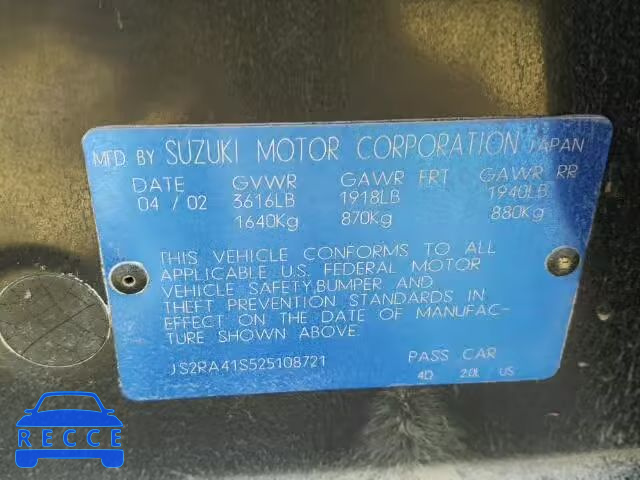 MFD. BY SUZUKI MOTOR CORPORATION JAPAN
DATE GVWR GAWR FRT GAWR RR
04 / 02 3616LB 1918LB 1940LB
1640Kg 870Kg 880Kg
THIS VEHICLE CONFORMS TO ALL
APPLICABLE U.S. FEDERAL MOTOR
VEHICLE SAFETY,BUMPER AND
THEFT PREVENTION STANDARDS IN
EFFECT ON THE DATE OF MANUFAC-
TURE SHOWN ABOVE.
JS2RA41S525108721 PASS CAR
4D 2.0L US
RECCE